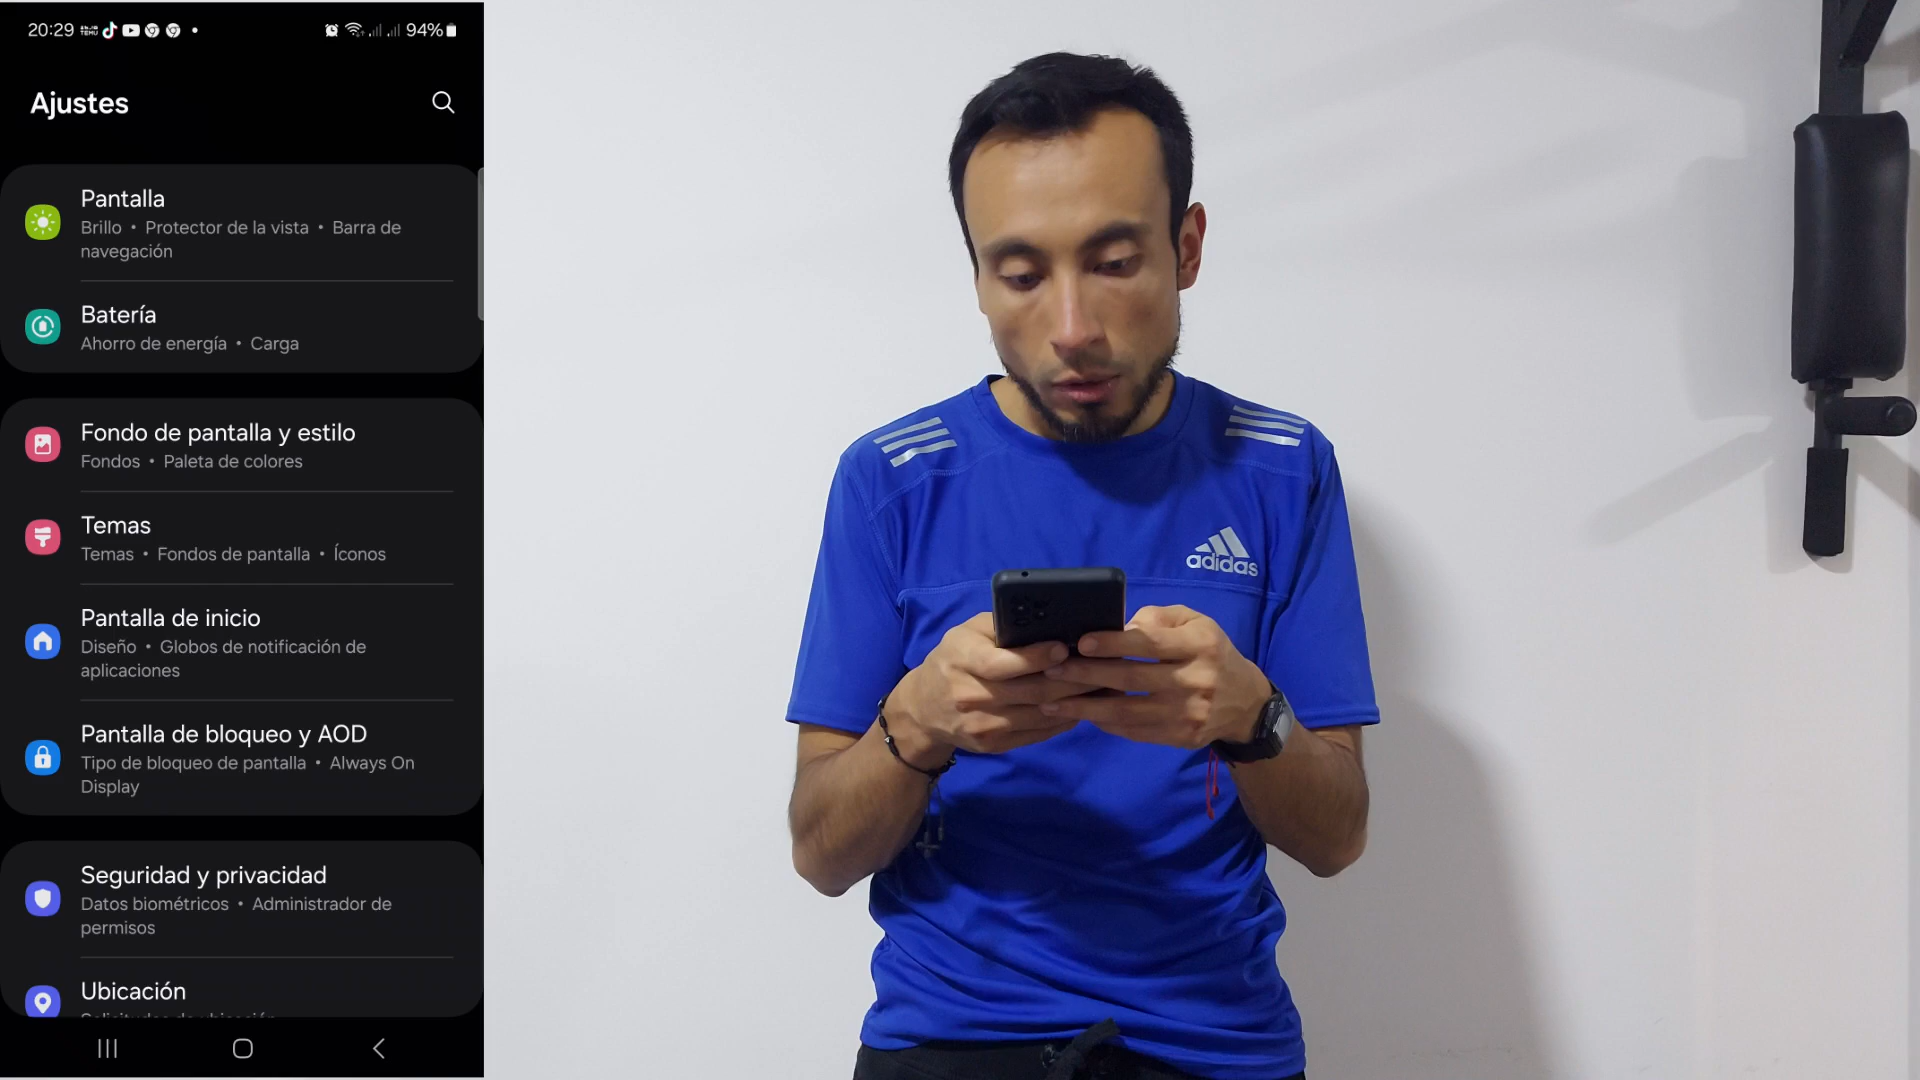 20:29
TEMU
94%
Ajustes
Pantalla
Brillo • Protector de la vista • Barra de
navegación
Batería
Ahorro de energía • Carga
Fondo de pantalla y estilo
Fondos • Paleta de colores
Temas
Temas • Fondos de pantalla • Íconos
Pantalla de inicio
Diseño • Globos de notificación de
aplicaciones
Pantalla de bloqueo y AOD
Tipo de bloqueo de pantalla • Always On
Display
Seguridad y privacidad
Datos biométricos • Administrador de
permisos
Ubicación
adidas